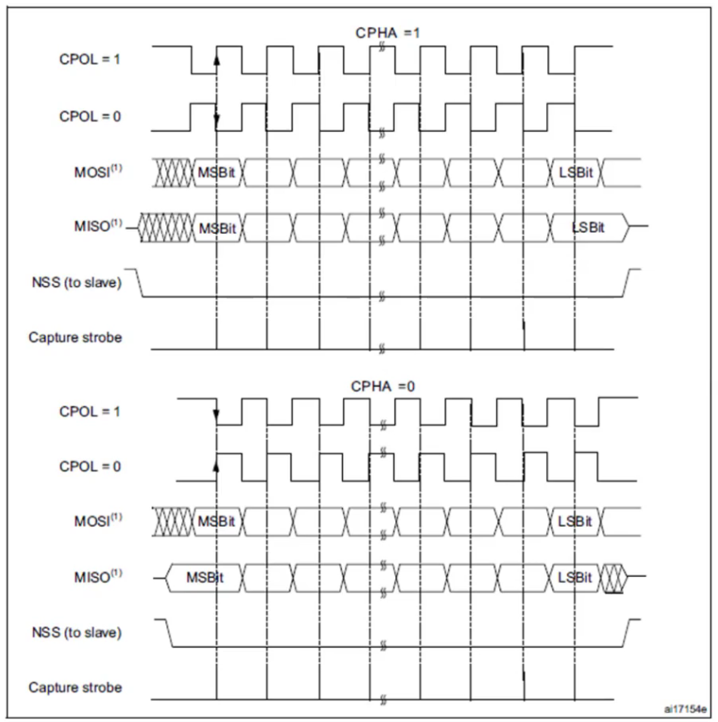 CPHA =1
CPOL = 1
CPOL = 0
MOSI(1) MSBit LSBit
MISO(1) MSBit LSBit
NSS (to slave)
Capture strobe
CPHA =0
CPOL = 1
CPOL = 0
MOSI(1) MSBit LSBit
MISO(1) MSBit LSBit
NSS (to slave)
Capture strobe
ai17154e